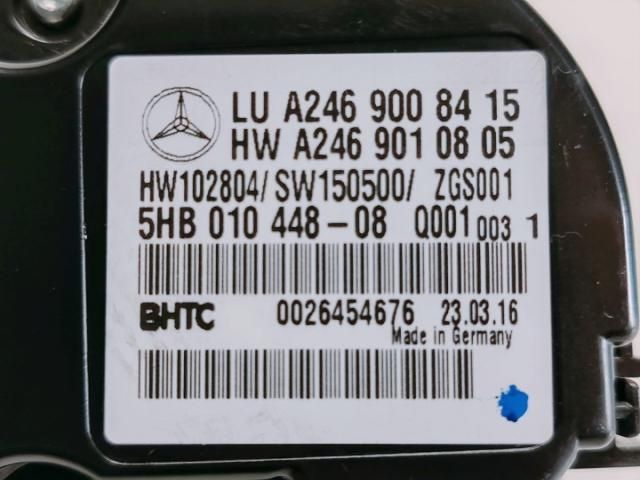 LU A246 900 84 15
HW A246 901 08 05
HW102804/ SW150500/ ZGS001
5HB 010 448-08 Q001 003 1
BHTC 0026454676 23.03.16
Made in Germany